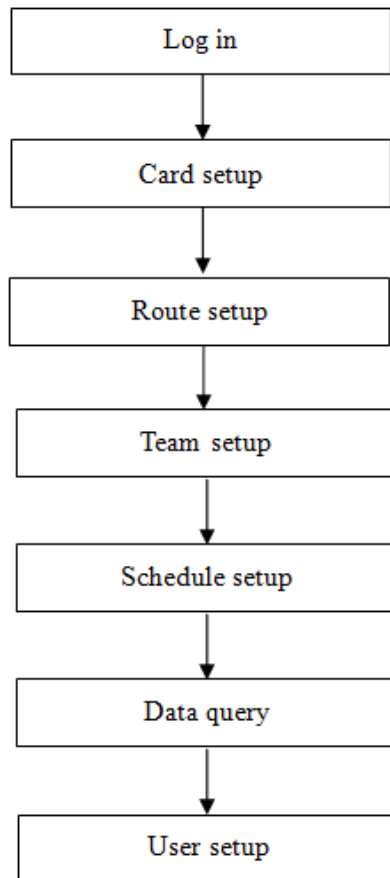 Log in
Card setup
Route setup
Team setup
Schedule setup
Data query
User setup